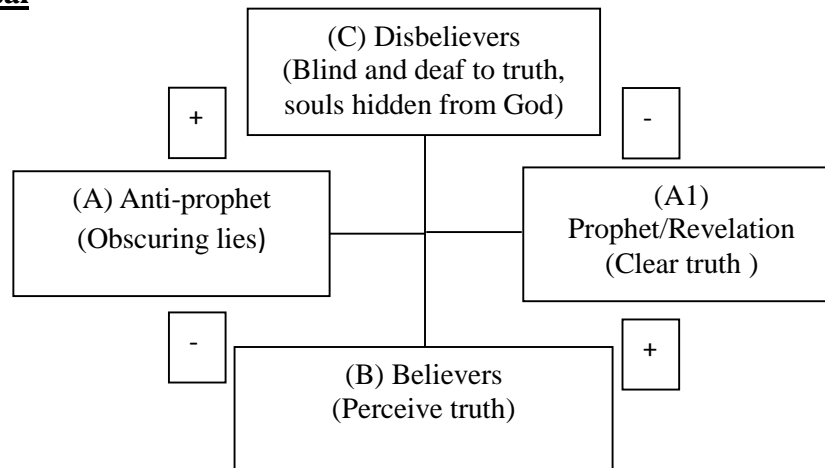 (C) Disbelievers
(Blind and deaf to truth,
souls hidden from God)
+
-
(A) Anti-prophet
(Obscuring lies)
(A1)
Prophet/Revelation
(Clear truth )
-
+
(B) Believers
(Perceive truth)